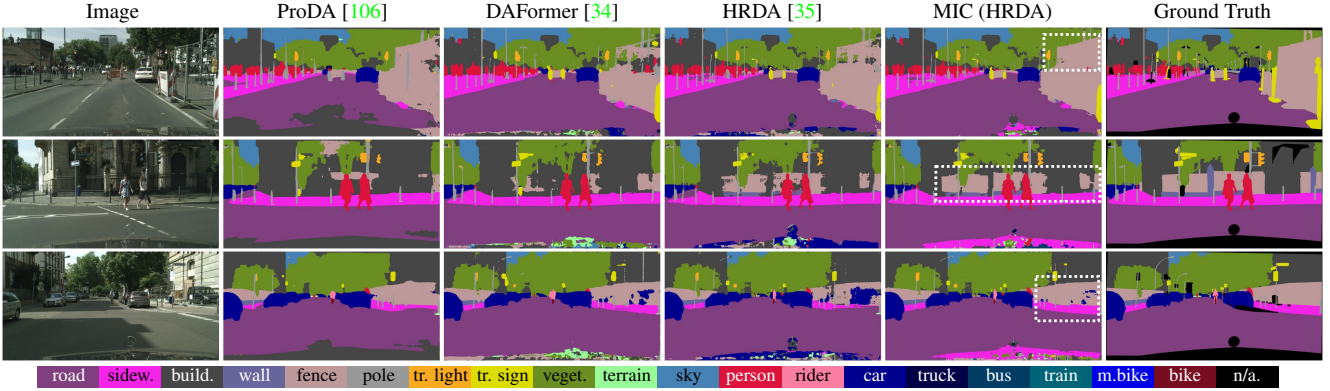 Image ProDA [106] DAFormer [34] HRDA [35] MIC (HRDA) Ground Truth
road sidew. build. wall fence pole tr. light tr. sign veget. terrain sky person rider car truck bus train m.bike bike n/a.